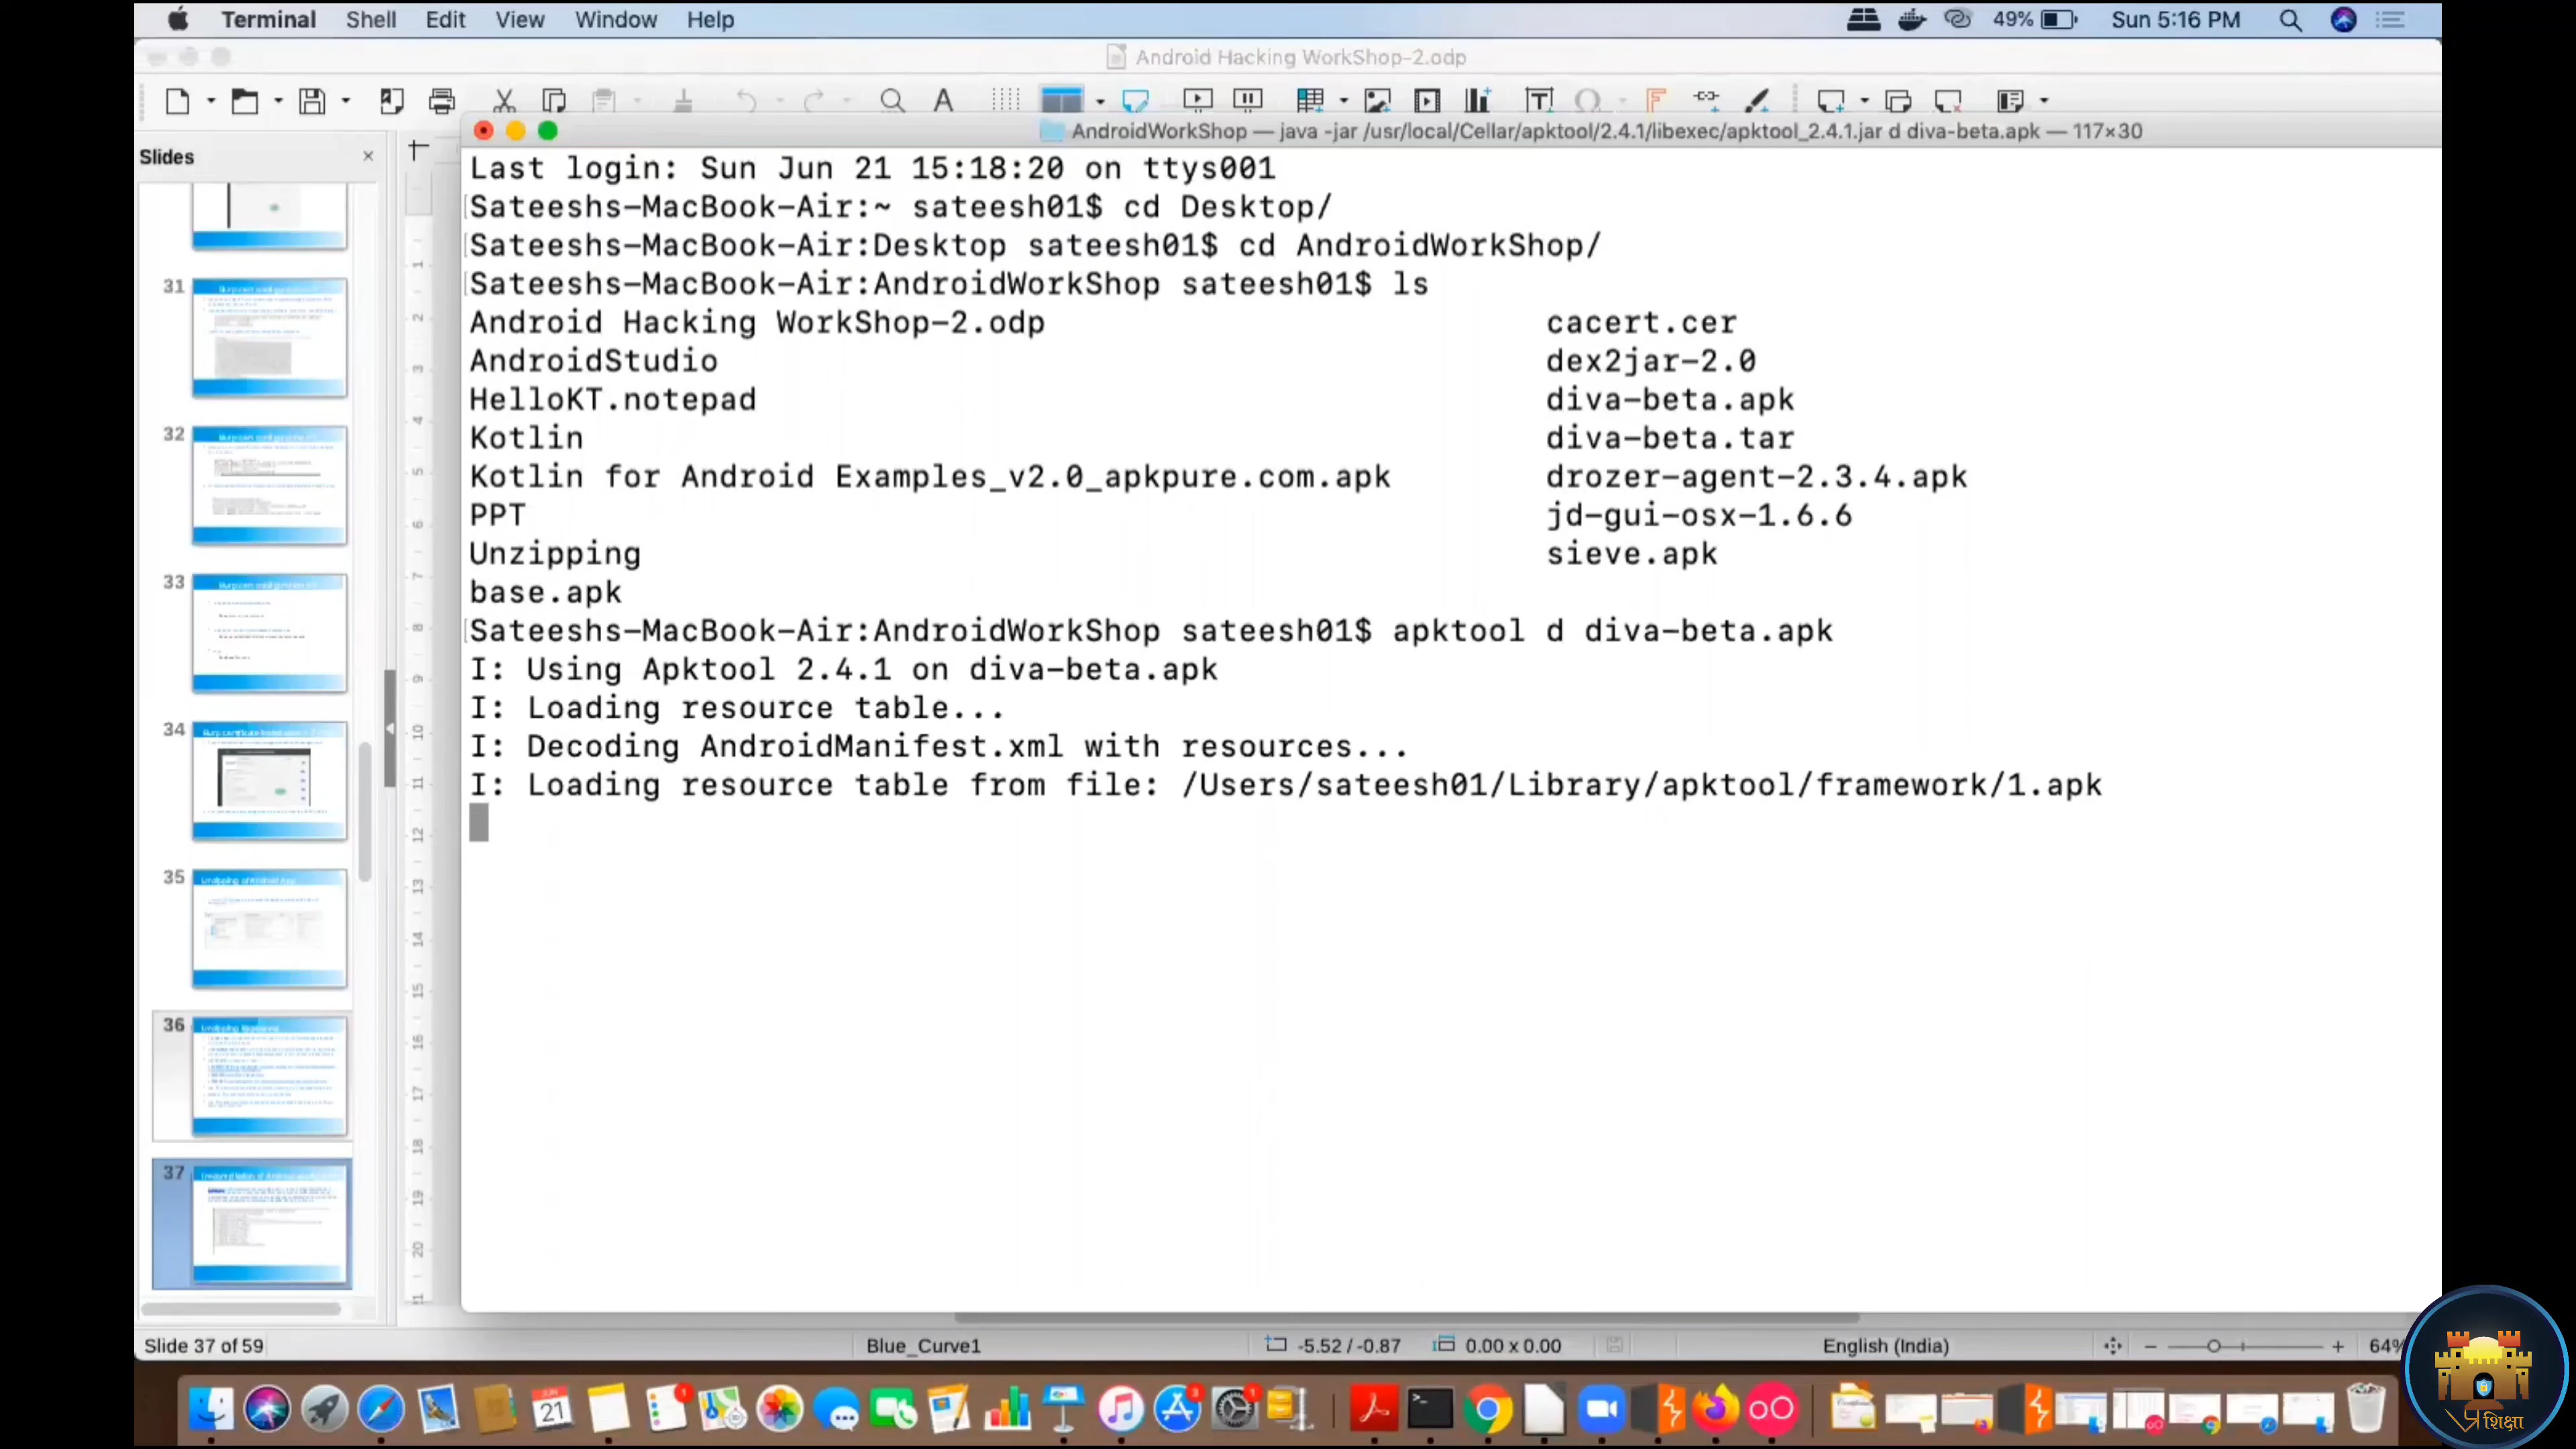 Terminal Shell Edit View Window Help 49% Sun 5:16 PM
Android Hacking WorkShop-2.odp
AndroidWorkShop — java -jar /usr/local/Cellar/apktool/2.4.1/libexec/apktool_2.4.1.jar d diva-beta.apk — 117×30
Slides
Last login: Sun Jun 21 15:18:20 on ttys001
Sateeshs-MacBook-Air:~ sateesh01$ cd Desktop/
Sateeshs-MacBook-Air:Desktop sateesh01$ cd AndroidWorkShop/
Sateeshs-MacBook-Air:AndroidWorkShop sateesh01$ ls
Android Hacking WorkShop-2.odp cacert.cer
AndroidStudio dex2jar-2.0
HelloKT.notepad diva-beta.apk
Kotlin diva-beta.tar
Kotlin for Android Examples_v2.0_apkpure.com.apk drozer-agent-2.3.4.apk
PPT jd-gui-osx-1.6.6
Unzipping sieve.apk
base.apk
Sateeshs-MacBook-Air:AndroidWorkShop sateesh01$ apktool d diva-beta.apk
I: Using Apktool 2.4.1 on diva-beta.apk
I: Loading resource table...
I: Decoding AndroidManifest.xml with resources...
I: Loading resource table from file: /Users/sateesh01/Library/apktool/framework/1.apk
31
32
33
34
35
36
37
Slide 37 of 59 Blue_Curve1 -5.52 / -0.87 0.00 x 0.00 English (India) 64%
JUN
21
प्रशिक्षा